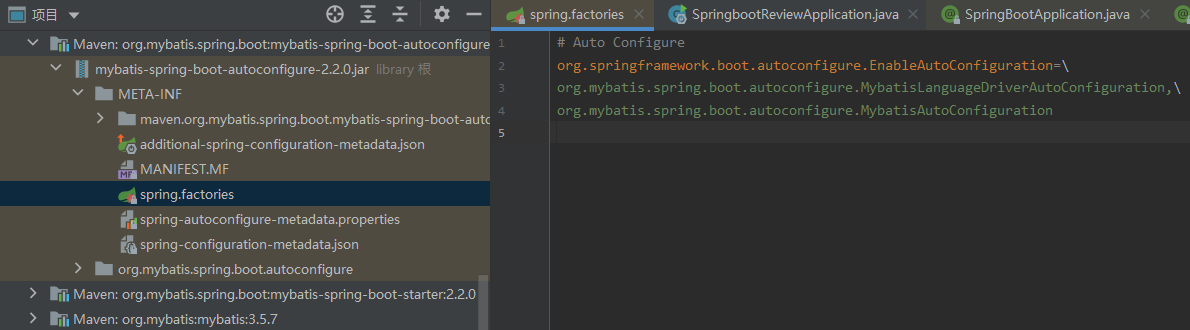 项目
Maven: org.mybatis.spring.boot:mybatis-spring-boot-autoconfigure
mybatis-spring-boot-autoconfigure-2.2.0.jar library 根
META-INF
maven.org.mybatis.spring.boot.mybatis-spring-boot-auto
additional-spring-configuration-metadata.json
MANIFEST.MF
spring.factories
spring-autoconfigure-metadata.properties
spring-configuration-metadata.json
org.mybatis.spring.boot.autoconfigure
Maven: org.mybatis.spring.boot:mybatis-spring-boot-starter:2.2.0
Maven: org.mybatis:mybatis:3.5.7
spring.factories SpringbootReviewApplication.java SpringBootApplication.java
1 # Auto Configure
2 org.springframework.boot.autoconfigure.EnableAutoConfiguration=\
3 org.mybatis.spring.boot.autoconfigure.MybatisLanguageDriverAutoConfiguration,\
4 org.mybatis.spring.boot.autoconfigure.MybatisAutoConfiguration
5